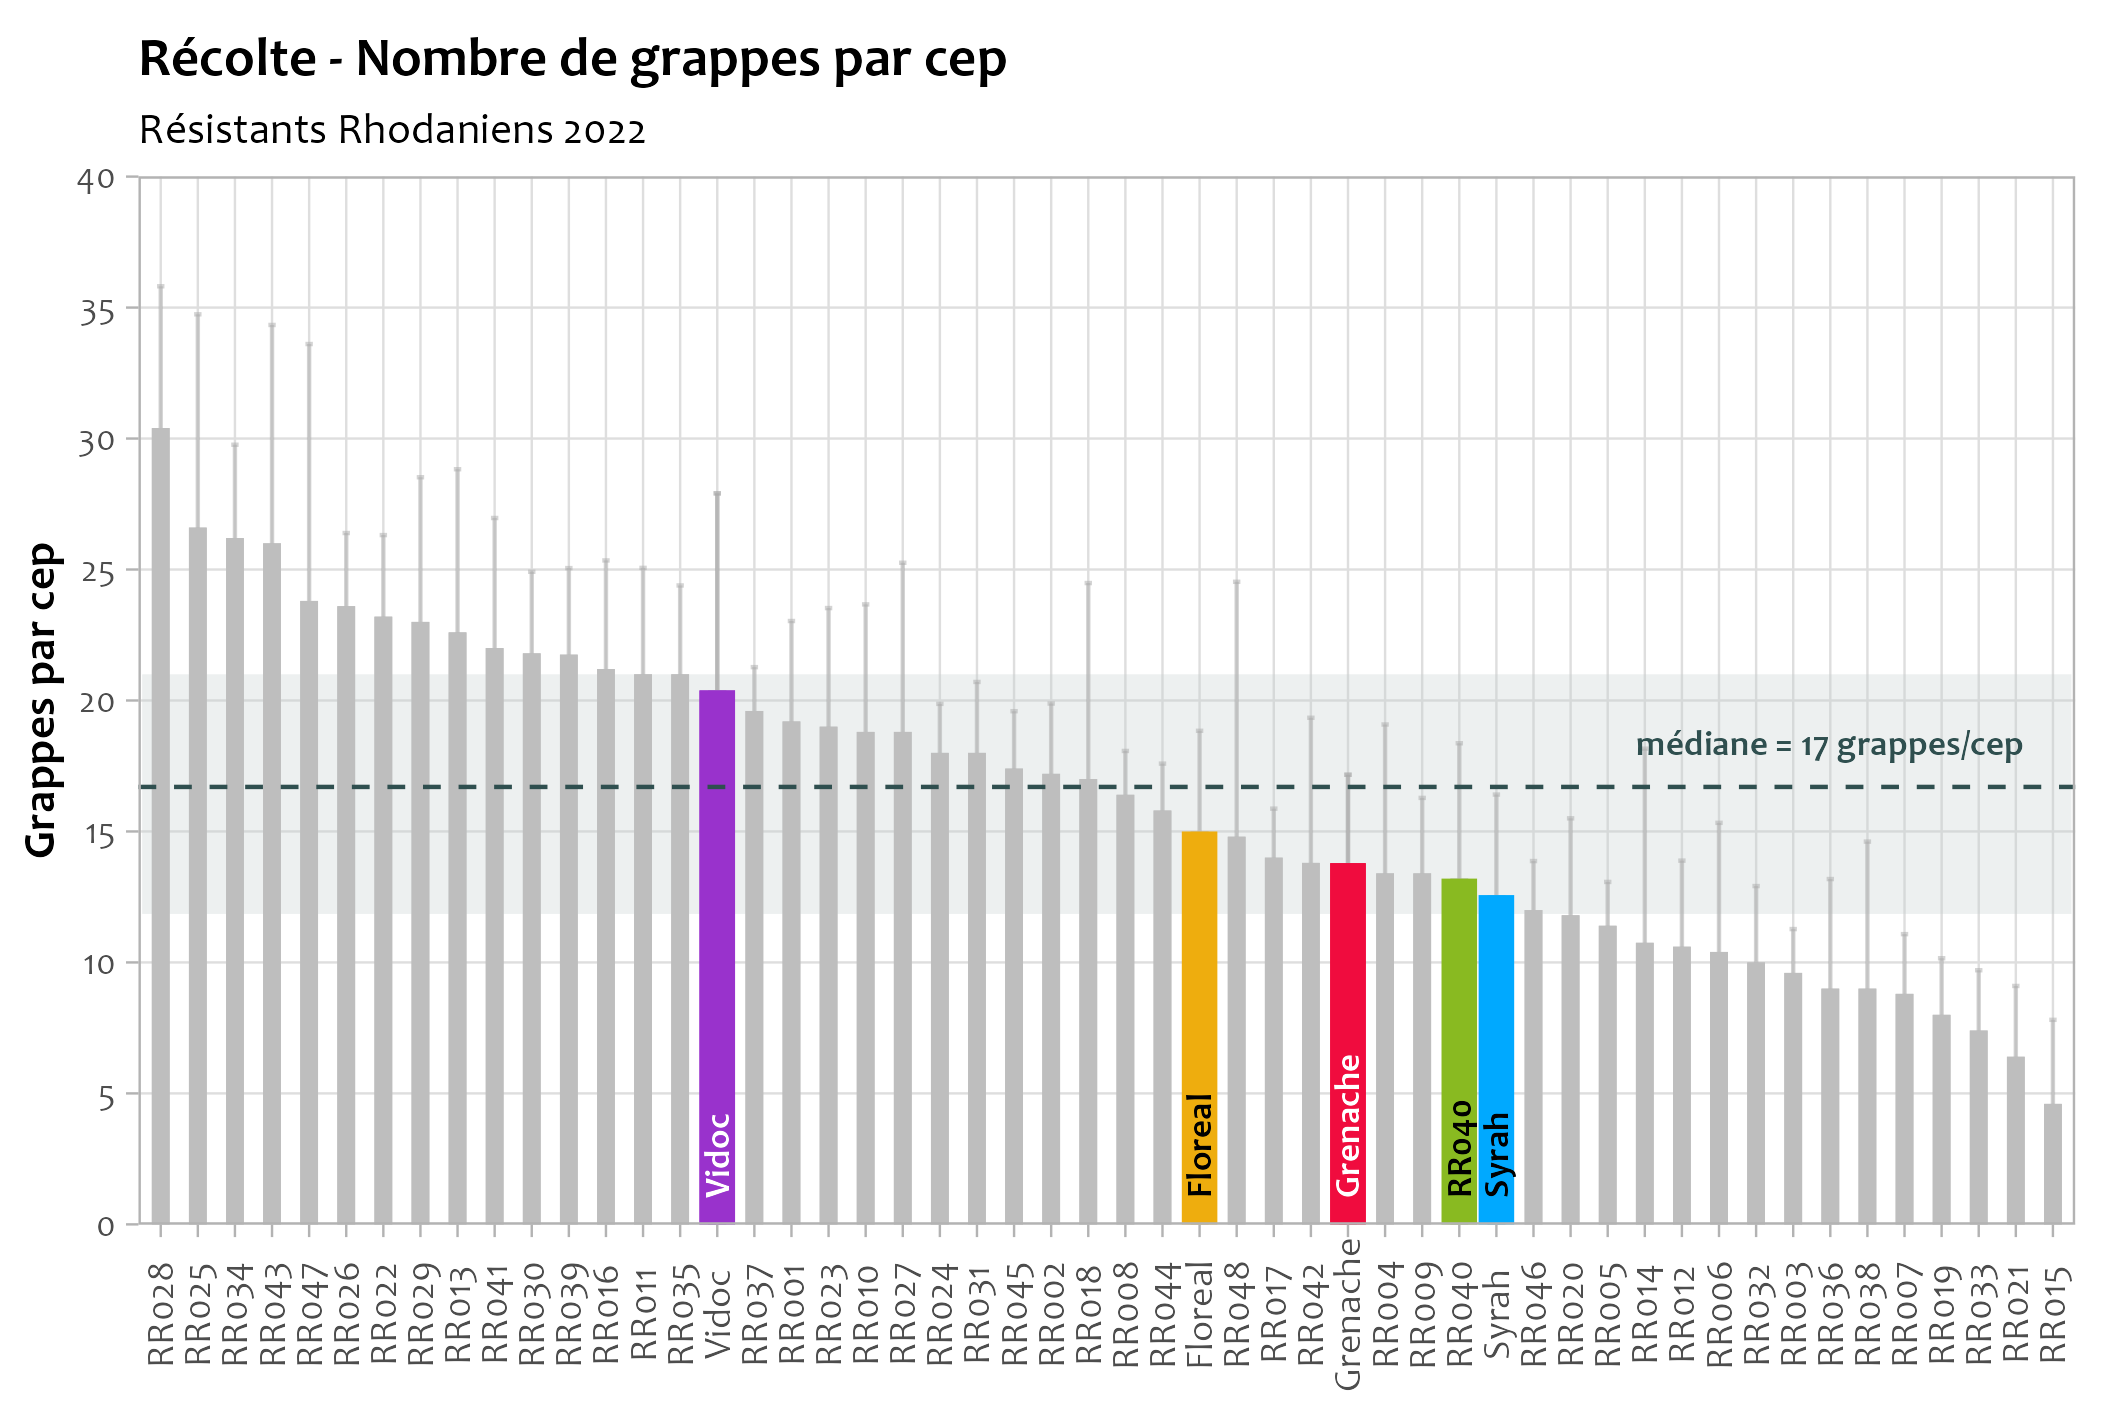 Récolte - Nombre de grappes par cep
Résistants Rhodaniens 2022
Grappes par cep
40
35
30
25
20
15
10
5
0
médiane = 17 grappes/cep
Vidoc
Floreal
Grenache
RR040
Syrah
RR028
RR025
RR034
RR043
RR047
RR026
RR022
RR029
RR013
RR041
RR030
RR039
RR016
RR011
RR035
Vidoc
RR037
RR001
RR023
RR010
RR027
RR024
RR031
RR045
RR002
RR018
RR008
RR044
Floreal
RR048
RR017
RR042
Grenache
RR004
RR009
RR040
Syrah
RR046
RR020
RR005
RR014
RR012
RR006
RR032
RR003
RR036
RR038
RR007
RR019
RR033
RR021
RR015